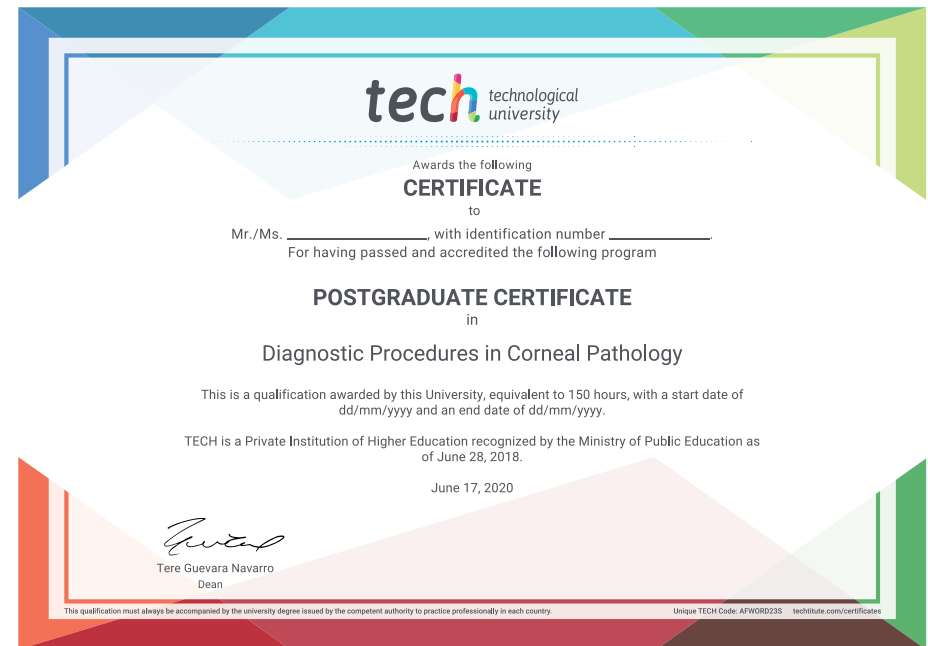 tech technological
university
Awards the following
CERTIFICATE
to
Mr./Ms. ____________________, with identification number ______________.
For having passed and accredited the following program
POSTGRADUATE CERTIFICATE
in
Diagnostic Procedures in Corneal Pathology
This is a qualification awarded by this University, equivalent to 150 hours, with a start date of
dd/mm/yyyy and an end date of dd/mm/yyyy.
TECH is a Private Institution of Higher Education recognized by the Ministry of Public Education as
of June 28, 2018.
June 17, 2020
Tere Guevara Navarro
Dean
This qualification must always be accompanied by the university degree issued by the competent authority to practice professionally in each country.
Unique TECH Code: AFWORD23S techtitute.com/certificates